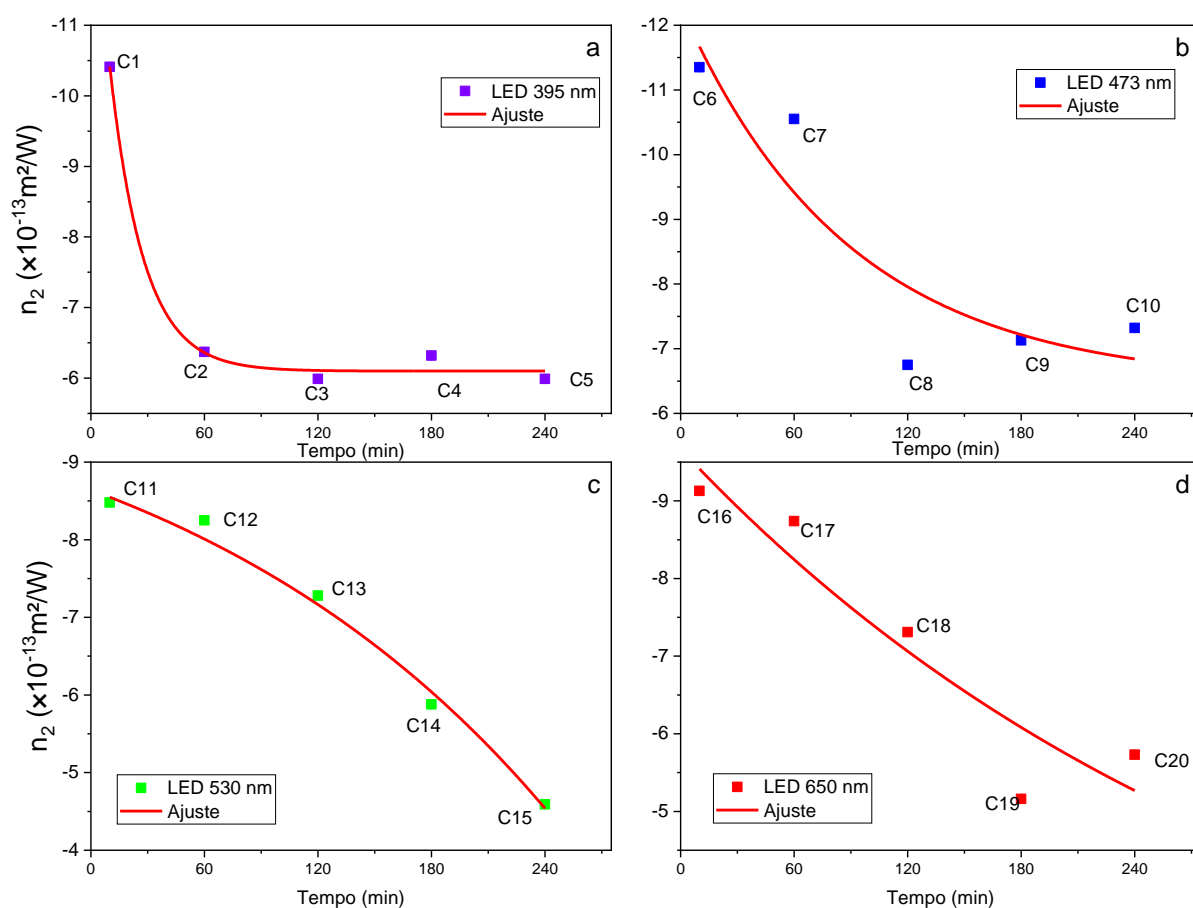 a
-11
-10
-9
-8
-7
-6
n₂ (×10⁻¹³m²/W)
C1
LED 395 nm
Ajuste
C2
C3
C4
C5
0 60 120 180 240
Tempo (min)
b
-12
-11
-10
-9
-8
-7
-6
C6
C7
LED 473 nm
Ajuste
C8
C9
C10
0 60 120 180 240
Tempo (min)
c
-9
-8
-7
-6
-5
-4
n₂ (×10⁻¹³m²/W)
C11
C12
C13
C14
C15
LED 530 nm
Ajuste
0 60 120 180 240
Tempo (min)
d
-9
-8
-7
-6
-5
C16
C17
C18
C19
C20
LED 650 nm
Ajuste
0 60 120 180 240
Tempo (min)